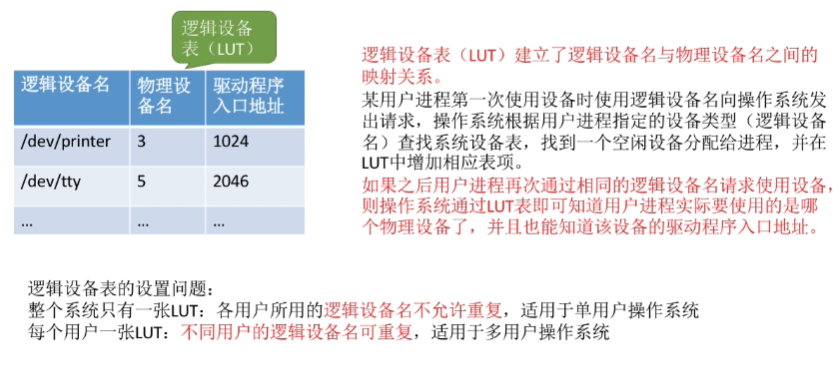 逻辑设备
表（LUT）
逻辑设备名 物理设备名 驱动程序入口地址
/dev/printer 3 1024
/dev/tty 5 2046
... ... ...
逻辑设备表（LUT）建立了逻辑设备名与物理设备名之间的
映射关系。
某用户进程第一次使用设备时使用逻辑设备名向操作系统发
出请求，操作系统根据用户进程指定的设备类型（逻辑设备
名）查找系统设备表，找到一个空闲设备分配给进程，并在
LUT中增加相应表项。
如果之后用户进程再次通过相同的逻辑设备名请求使用设备，
则操作系统通过LUT表即可知道用户进程实际要使用的是哪
个物理设备了，并且也能知道该设备的驱动程序入口地址。
逻辑设备表的设置问题：
整个系统只有一张LUT：各用户所用的逻辑设备名不允许重复，适用于单用户操作系统
每个用户一张LUT：不同用户的逻辑设备名可重复，适用于多用户操作系统